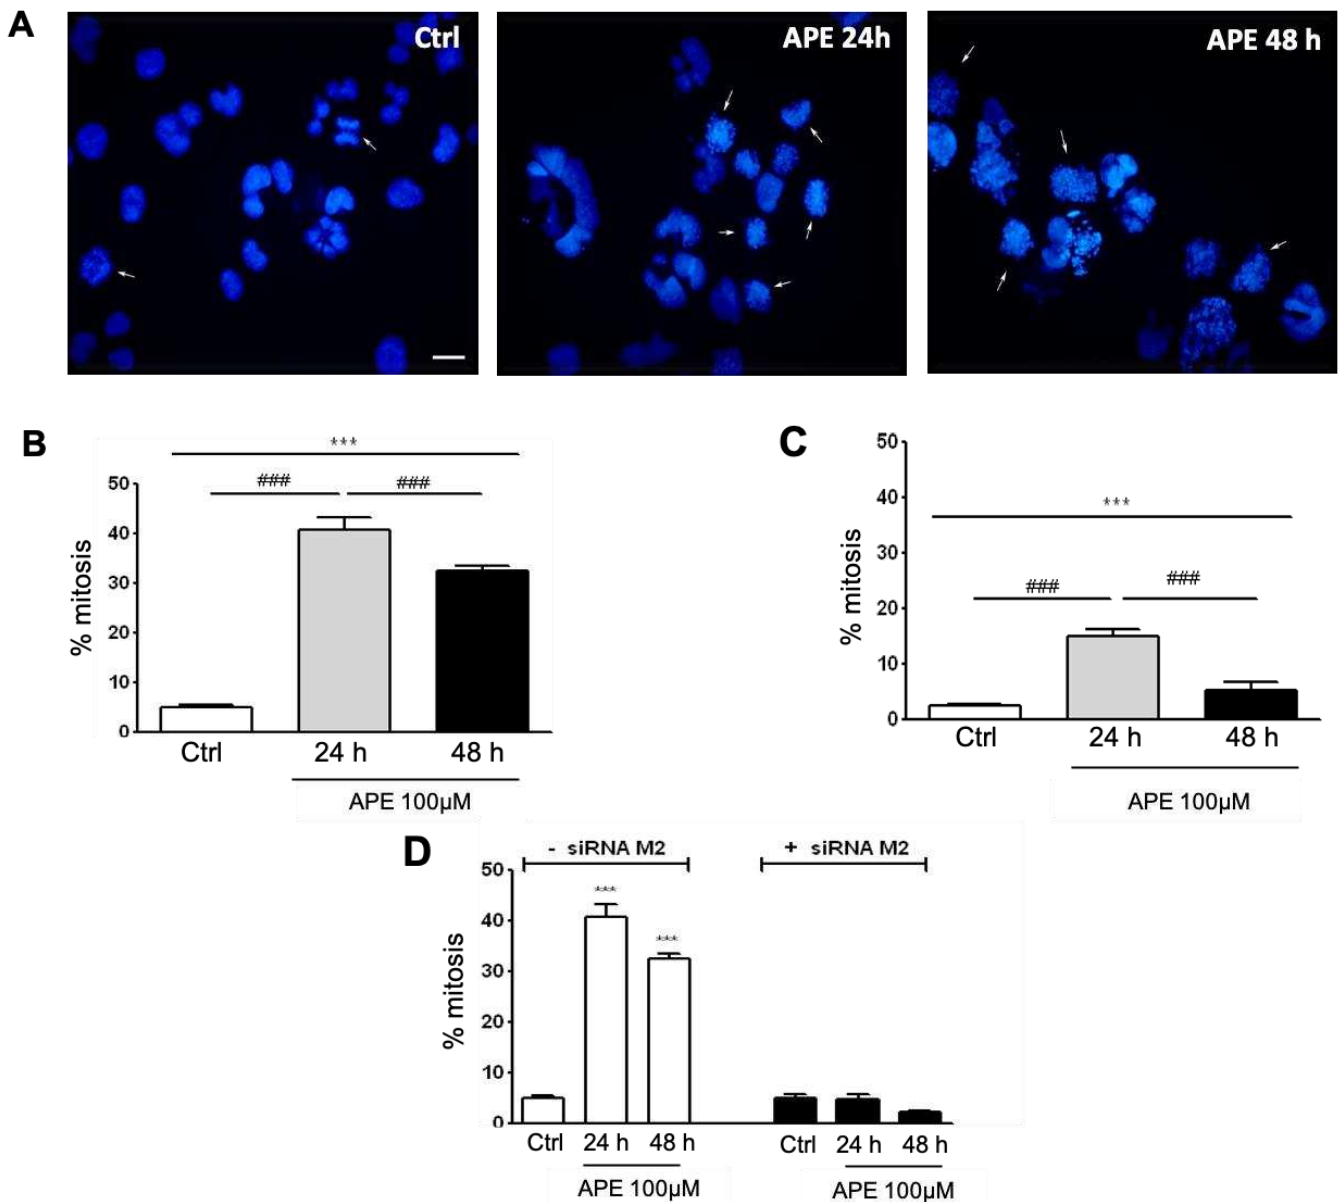 A
Ctrl
APE 24h
APE 48 h
B
***
###
###
50
40
30
20
10
0
% mitosis
Ctrl
24 h
48 h
APE 100µM
C
50
40
30
20
10
0
% mitosis
***
###
###
Ctrl
24 h
48 h
APE 100µM
D
- siRNA M2
+ siRNA M2
50
40
30
20
10
0
% mitosis
***
***
Ctrl
24 h
48 h
Ctrl
24 h
48 h
APE 100µM
APE 100µM